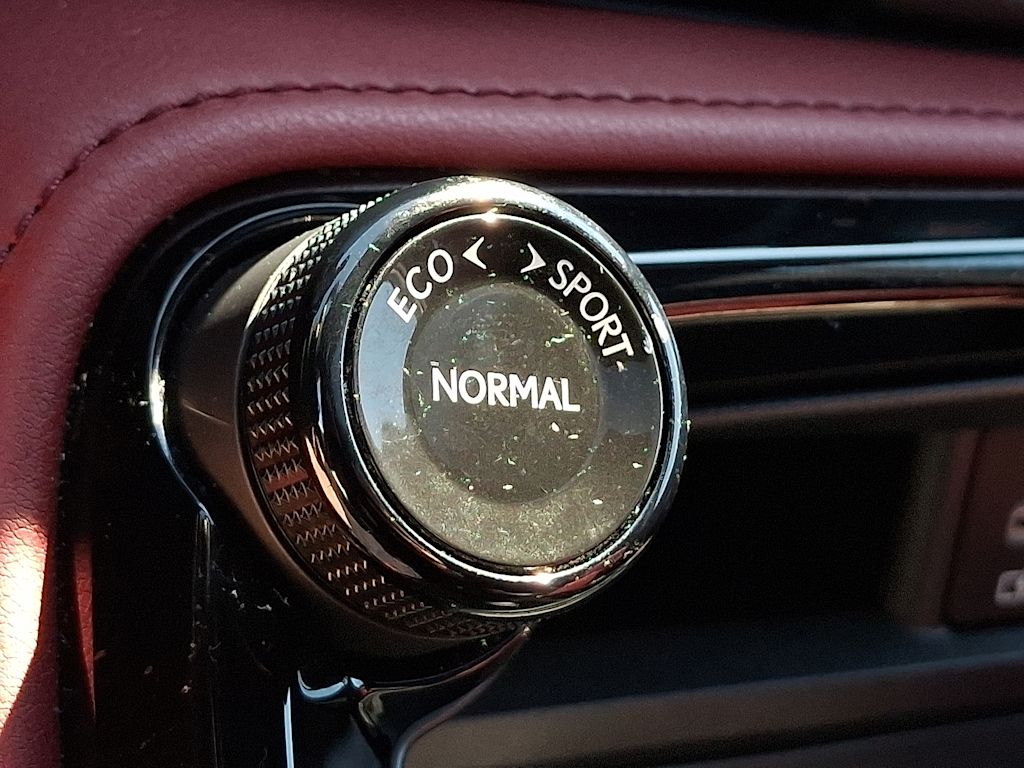 ECO < > SPORT
NORMAL